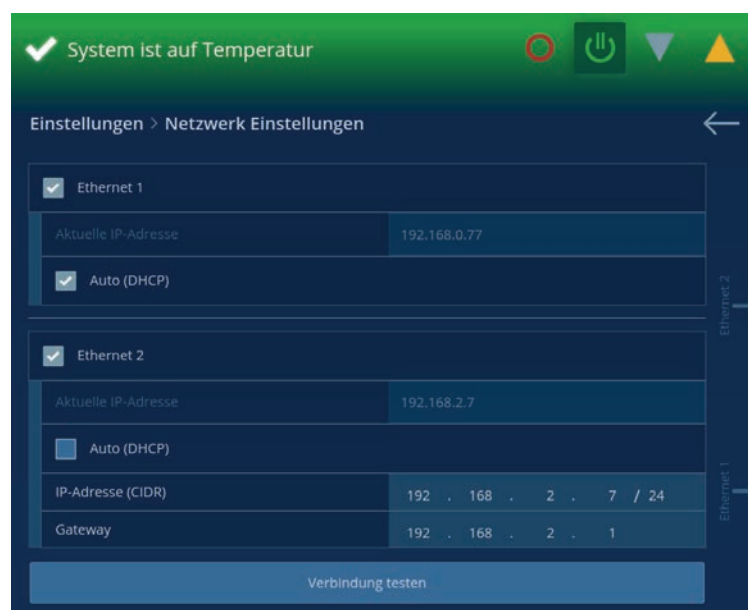 System ist auf Temperatur
Einstellungen > Netzwerk Einstellungen
Ethernet 1
Aktuelle IP-Adresse 192.168.0.77
Auto (DHCP)
Ethernet 2
Aktuelle IP-Adresse 192.168.2.7
Auto (DHCP)
IP-Adresse (CIDR) 192 . 168 . 2 . 7 / 24
Gateway 192 . 168 . 2 . 1
Verbindung testen
Ethernet 2
Ethernet 1